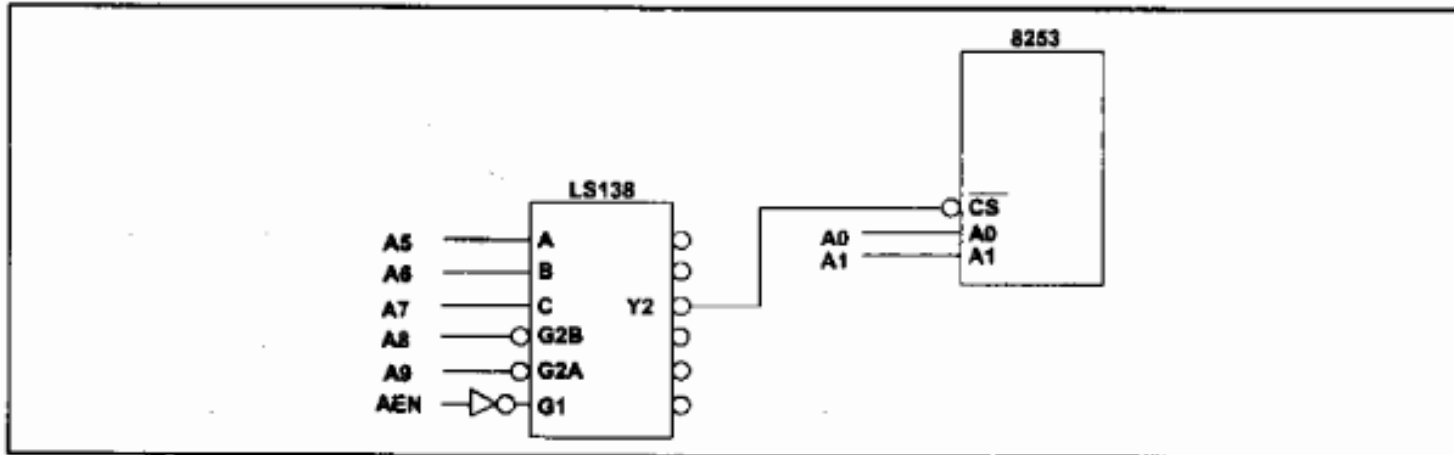 8253
LS138
CS
A0 A0
A1 A1
A5 A
A6 B
A7 C Y2
A8 G2B
A9 G2A
AEN G1